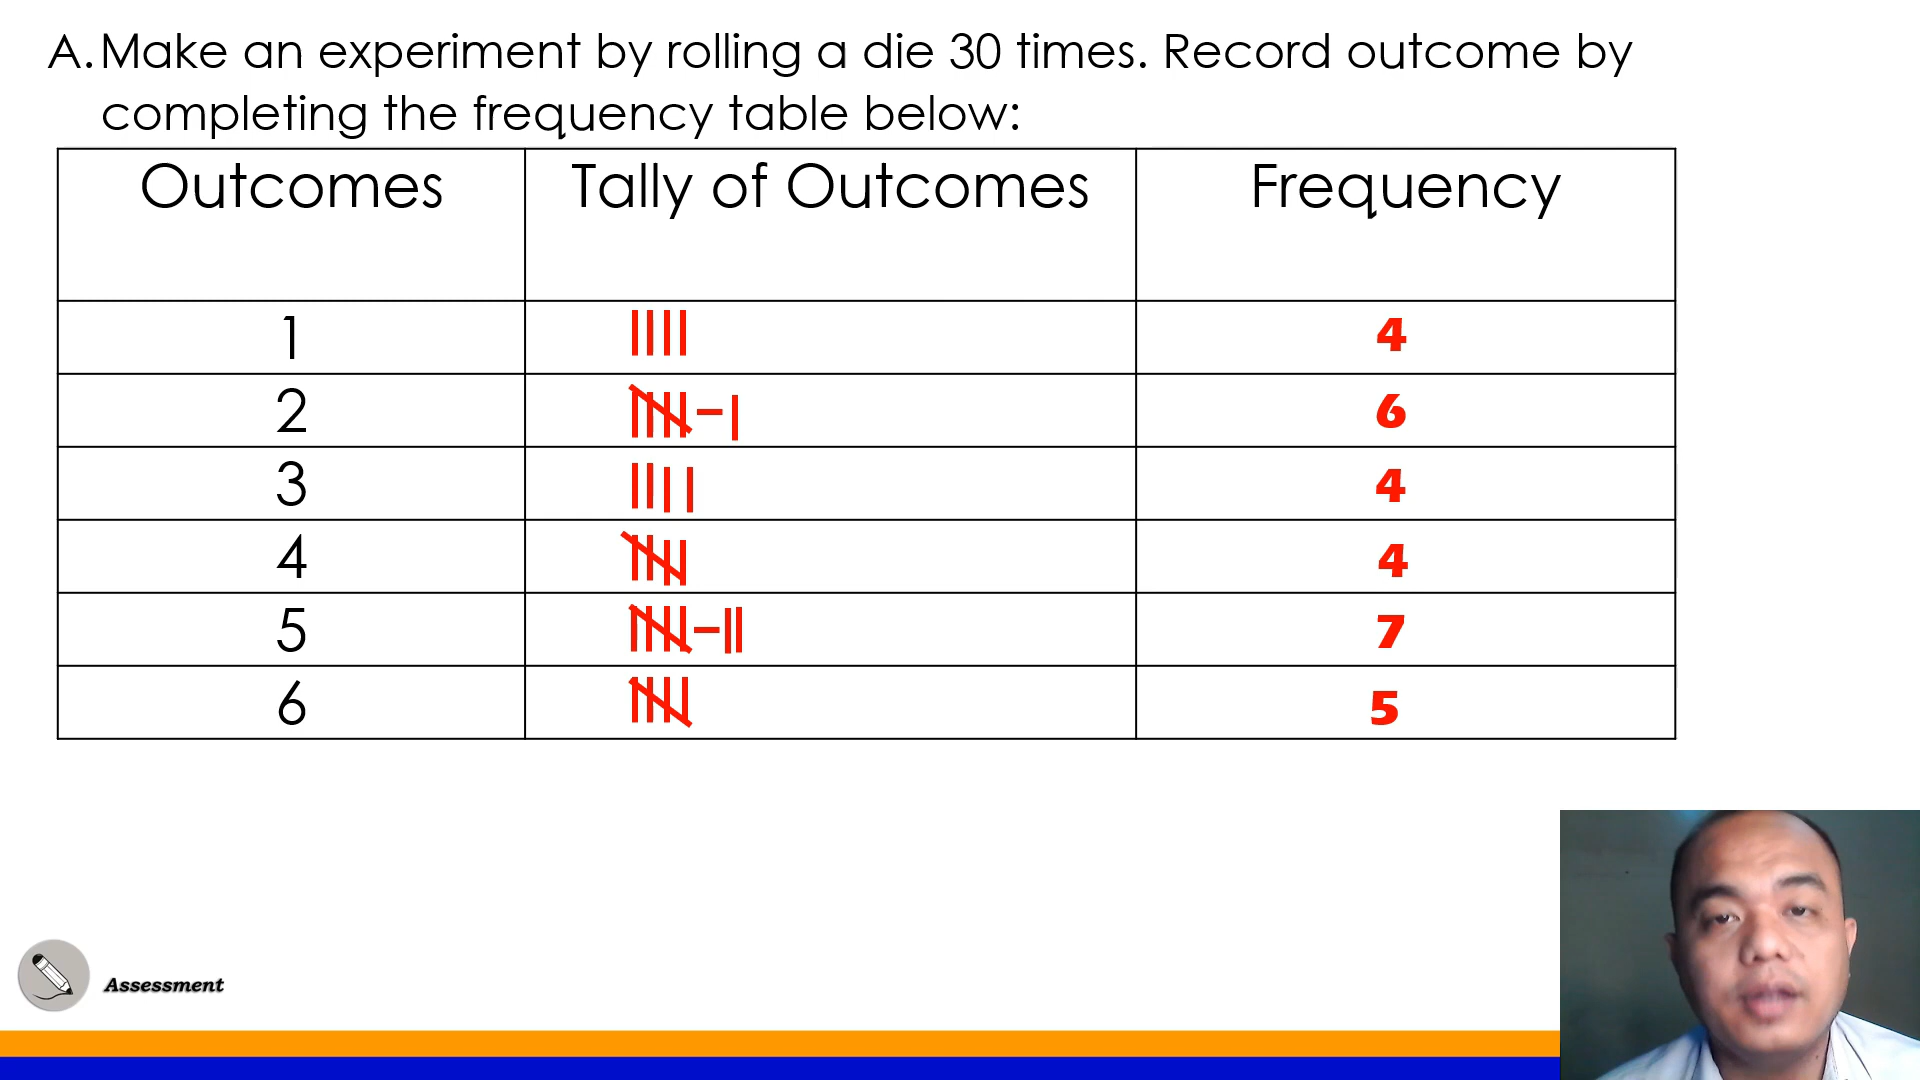 A. Make an experiment by rolling a die 30 times. Record outcome by
completing the frequency table below:
Outcomes Tally of Outcomes Frequency
1 |||| 4
2 𝍸-| 6
3 |||| 4
4 𝍸 4
5 𝍸-|| 7
6 𝍸 5
Assessment